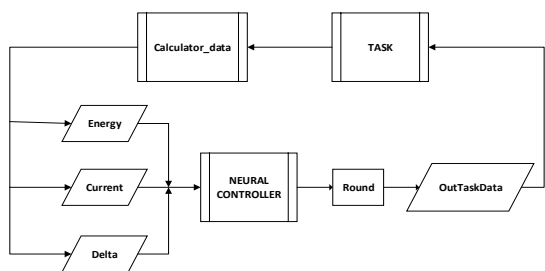 Calculator_data
TASK
Energy
Current
NEURAL
CONTROLLER
Round
OutTaskData
Delta